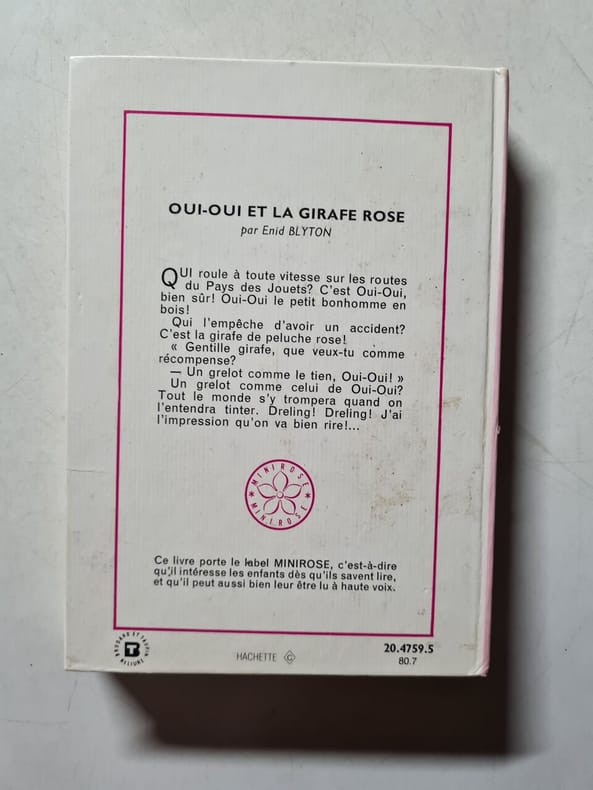 OUI-OUI ET LA GIRAFE ROSE
par Enid BLYTON
QUI roule à toute vitesse sur les routes
du Pays des Jouets? C'est Oui-Oui,
bien sûr! Oui-Oui le petit bonhomme en
bois!
Qui l'empêche d'avoir un accident?
C'est la girafe de peluche rose!
« Gentille girafe, que veux-tu comme
récompense?
— Un grelot comme le tien, Oui-Oui! »
Un grelot comme celui de Oui-Oui?
Tout le monde s'y trompera quand on
l'entendra tinter. Dreling! Dreling! J'ai
l'impression qu'on va bien rire!...
MINIROSE
MINIROSE
Ce livre porte le label MINIROSE, c'est-à-dire
qu'il intéresse les enfants dès qu'ils savent lire,
et qu'il peut aussi bien leur être lu à haute voix.
BRODARD ET TAUPIN
RELIURE
HACHETTE
20.4759.5
80.7